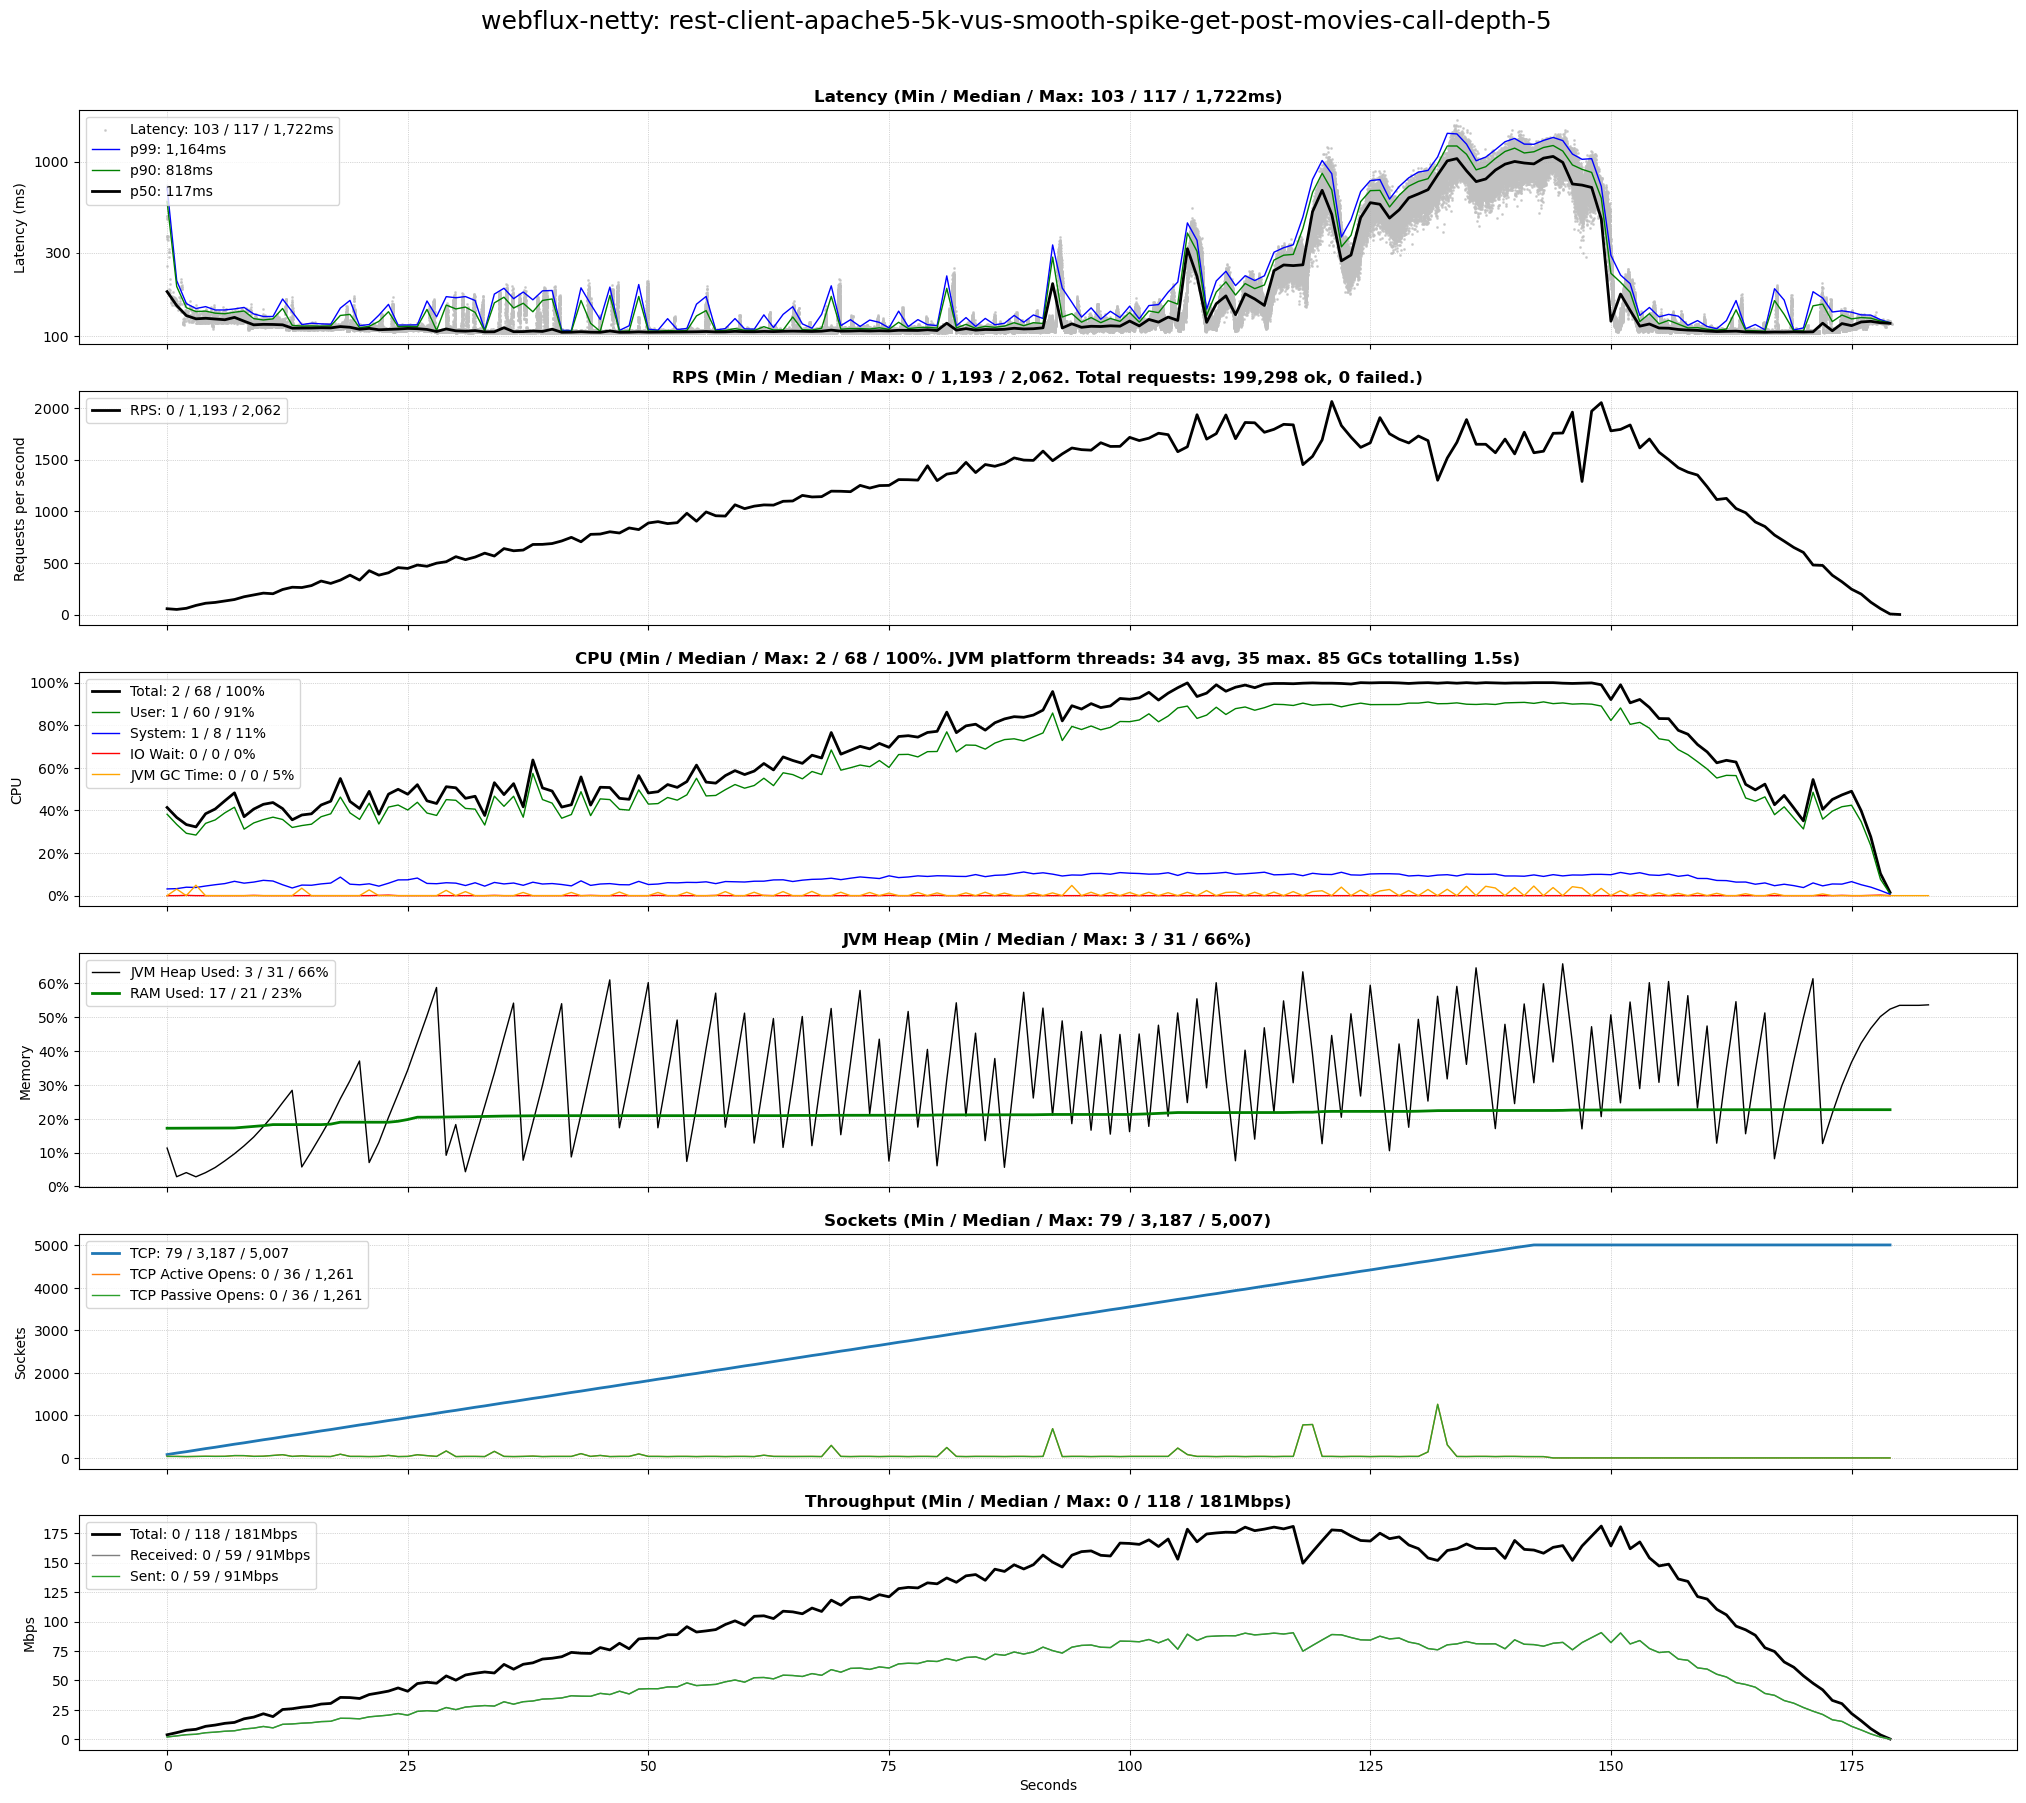 webflux-netty: rest-client-apache5-5k-vus-smooth-spike-get-post-movies-call-depth-5
Latency (Min / Median / Max: 103 / 117 / 1,722ms)
Latency: 103 / 117 / 1,722ms
p99: 1,164ms
p90: 818ms
p50: 117ms
Latency (ms)
1000
300
100
RPS (Min / Median / Max: 0 / 1,193 / 2,062. Total requests: 199,298 ok, 0 failed.)
RPS: 0 / 1,193 / 2,062
Requests per second
2000
1500
1000
500
0
CPU (Min / Median / Max: 2 / 68 / 100%. JVM platform threads: 34 avg, 35 max. 85 GCs totalling 1.5s)
Total: 2 / 68 / 100%
User: 1 / 60 / 91%
System: 1 / 8 / 11%
IO Wait: 0 / 0 / 0%
JVM GC Time: 0 / 0 / 5%
CPU
100%
80%
60%
40%
20%
0%
JVM Heap (Min / Median / Max: 3 / 31 / 66%)
JVM Heap Used: 3 / 31 / 66%
RAM Used: 17 / 21 / 23%
Memory
60%
50%
40%
30%
20%
10%
0%
Sockets (Min / Median / Max: 79 / 3,187 / 5,007)
TCP: 79 / 3,187 / 5,007
TCP Active Opens: 0 / 36 / 1,261
TCP Passive Opens: 0 / 36 / 1,261
Sockets
5000
4000
3000
2000
1000
0
Throughput (Min / Median / Max: 0 / 118 / 181Mbps)
Total: 0 / 118 / 181Mbps
Received: 0 / 59 / 91Mbps
Sent: 0 / 59 / 91Mbps
Mbps
175
150
125
100
75
50
25
0
0 25 50 75 100 125 150 175
Seconds